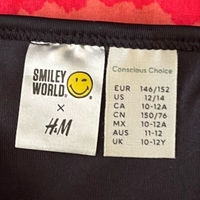 SMILEY
WORLD®
×
H&M
Conscious Choice
EUR 146/152
US 12/14
CA 10-12A
CN 150/76
MX 10-12A
AUS 11-12
UK 10-12Y